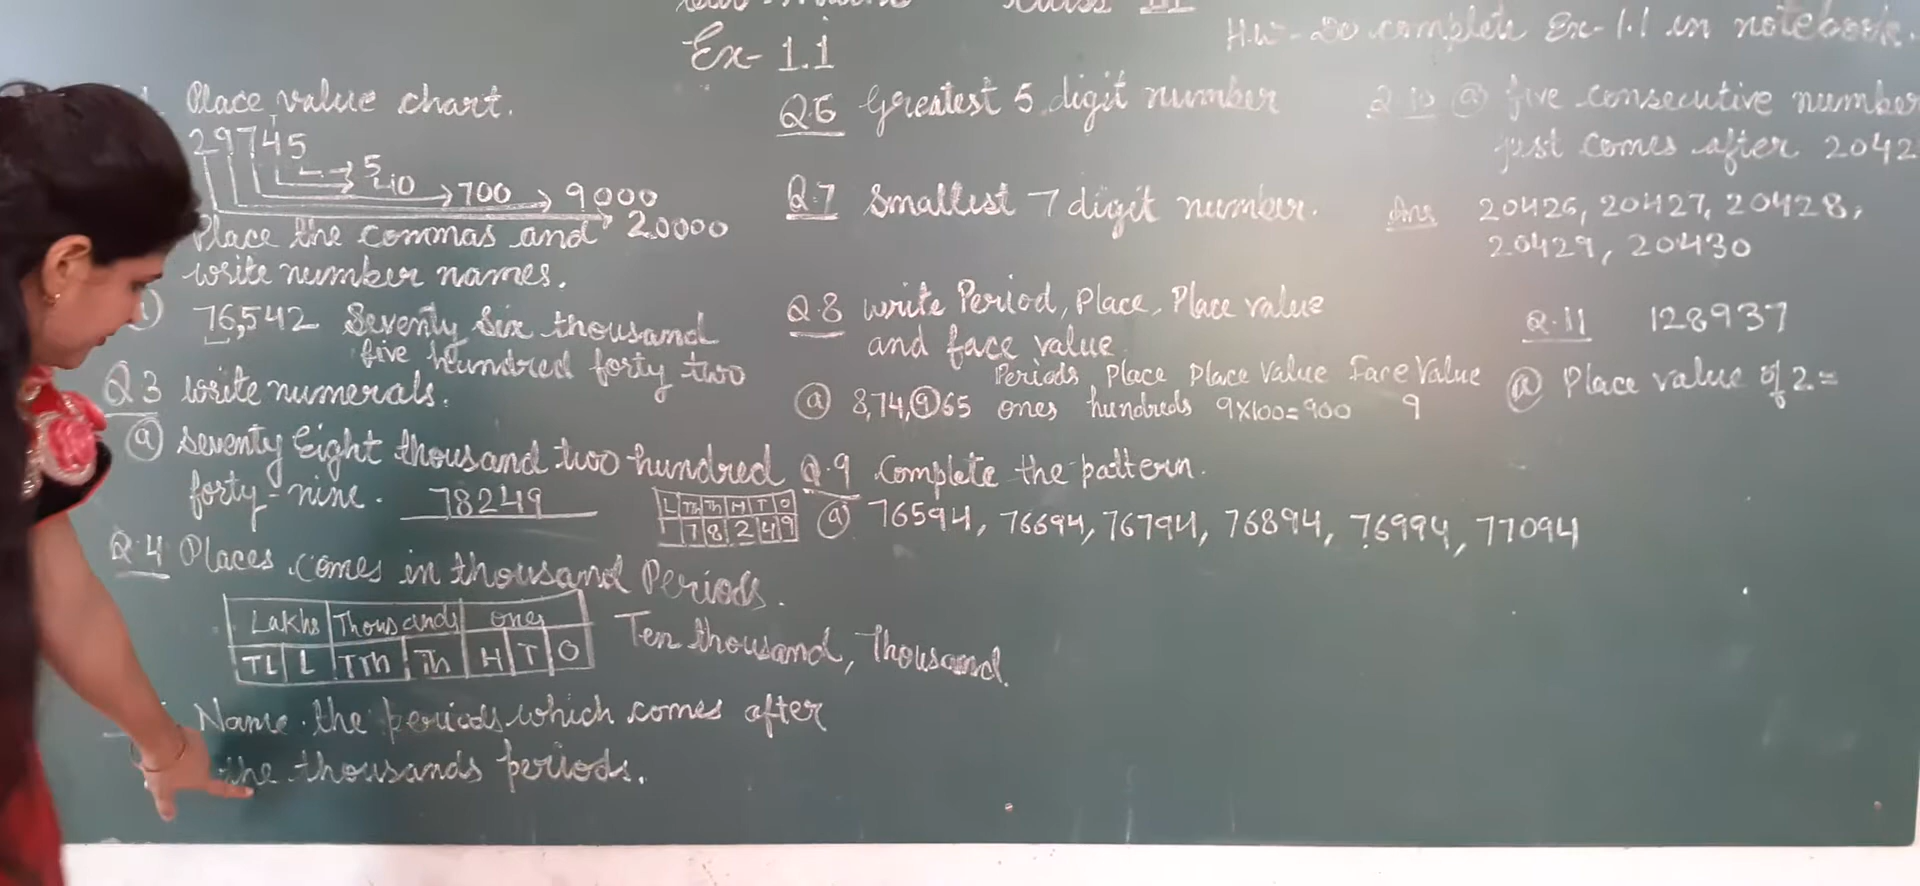 Ex- 1.1
H.W- Do complete Ex-1.1 in notebook.
Place value chart.
29745
5
40
700
9000
20000
Place the commas and
write number names.
76,542 Seventy Six thousand
five hundred forty two
Q 3 write numerals.
(a) Seventy Eight thousand two hundred
forty-nine. 78249
L TTh Th H T O
7 8 2 4 9
Q.4 Places comes in thousand Periods.
Lakhs Thousands ones
TL L TTh Th H T O
Ten thousand, Thousand.
Name the periods which comes after
the thousands periods.
Q.6 Greatest 5 digit number
Q.7 Smallest 7 digit number.
Q.8 write Period, Place, Place value
and face value
Periods Place Place Value Face Value
(a) 8,74,965 ones hundreds 9X100=900 9
Q.9 Complete the pattern.
(a) 76594, 76694, 76794, 76894, 76994, 77094
Q.10 (a) five consecutive number
just comes after 2042
Ans 20426, 20427, 20428,
20429, 20430
Q.11 128937
(a) Place value of 2 =